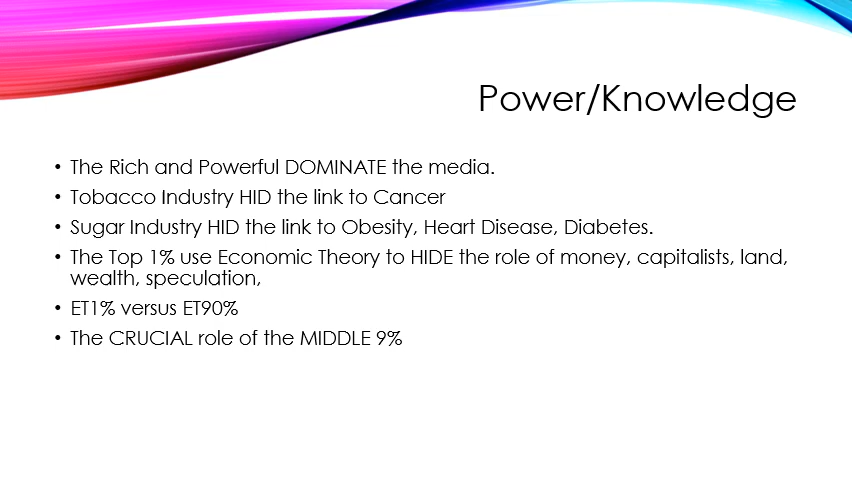 Power/Knowledge
• The Rich and Powerful DOMINATE the media.
• Tobacco Industry HID the link to Cancer
• Sugar Industry HID the link to Obesity, Heart Disease, Diabetes.
• The Top 1% use Economic Theory to HIDE the role of money, capitalists, land,
wealth, speculation,
• ET1% versus ET90%
• The CRUCIAL role of the MIDDLE 9%